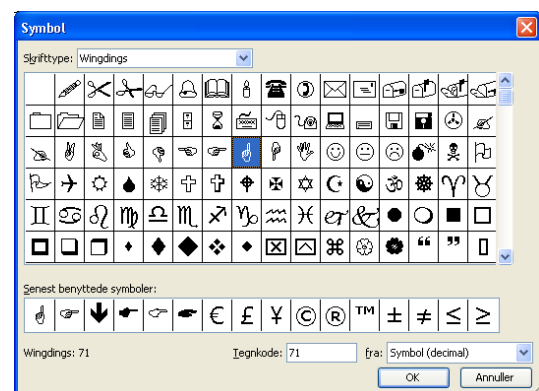 Symbol
Skrifttype: Wingdings
Senest benyttede symboler:
€ £ ¥ © ® ™ ± ≠ ≤ ≥
Wingdings: 71 Tegnkode: 71 fra: Symbol (decimal)
OK Annuller